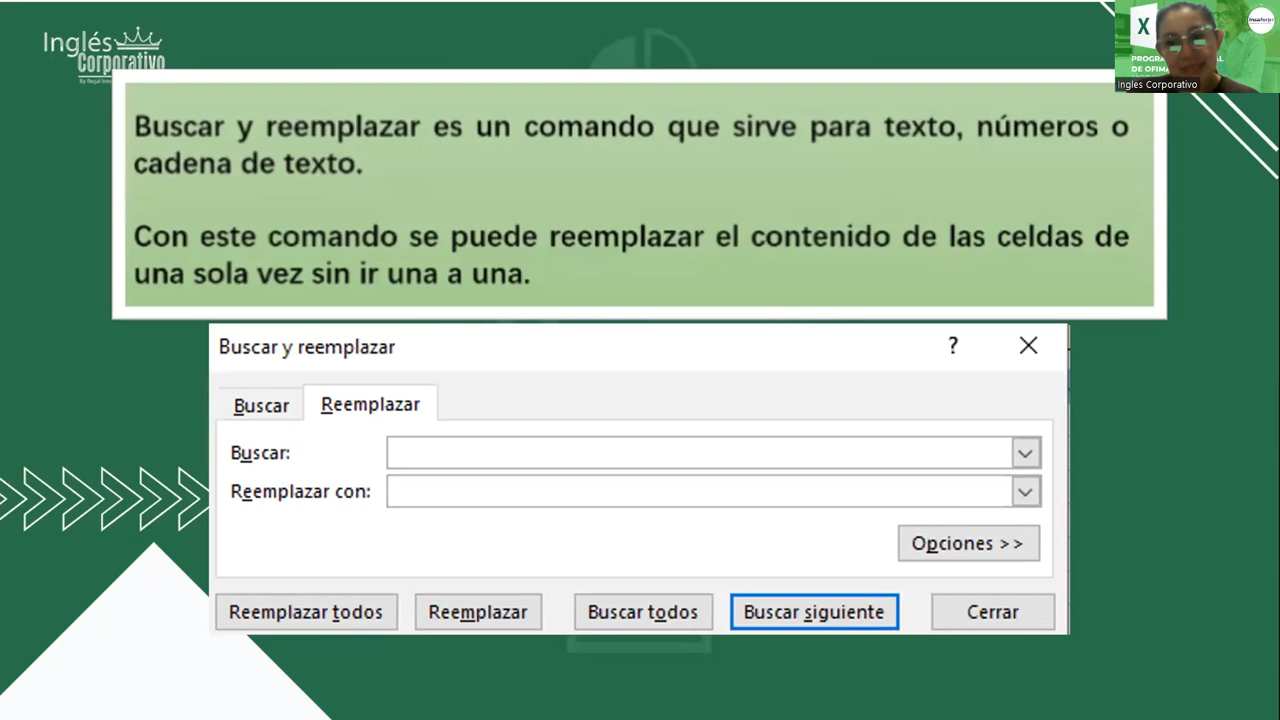 Inglés
Corporativo
Buscar y reemplazar es un comando que sirve para texto, números o
cadena de texto.
Con este comando se puede reemplazar el contenido de las celdas de
una sola vez sin ir una a una.
Buscar y reemplazar
?
Buscar
Reemplazar
Buscar:
Reemplazar con:
Opciones >>
Reemplazar todos
Reemplazar
Buscar todos
Buscar siguiente
Cerrar
X
DE OFIMA
Ingles Corporativo